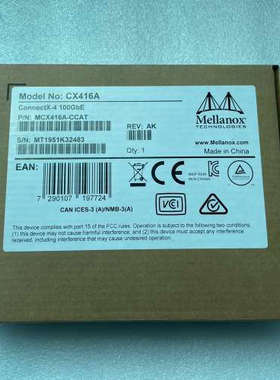 Model No: CX416A
Mellanox
TECHNOLOGIES
ConnectX-4 100GbE
P/N: MCX416A-CCAT
REV: AK
www.Mellanox.com
Made in China
S/N: MT1951K32483
Qty: 1
EAN:
VCI
7 290107 197724
CAN ICES-3 (A)/NMB-3(A)
This device complies with part 15 of the FCC rules. Operation is subject to the following two conditions:
(1) this device may not cause harmful interference, and (2) this device must accept any interference
received, including interference that may cause undesired operation.